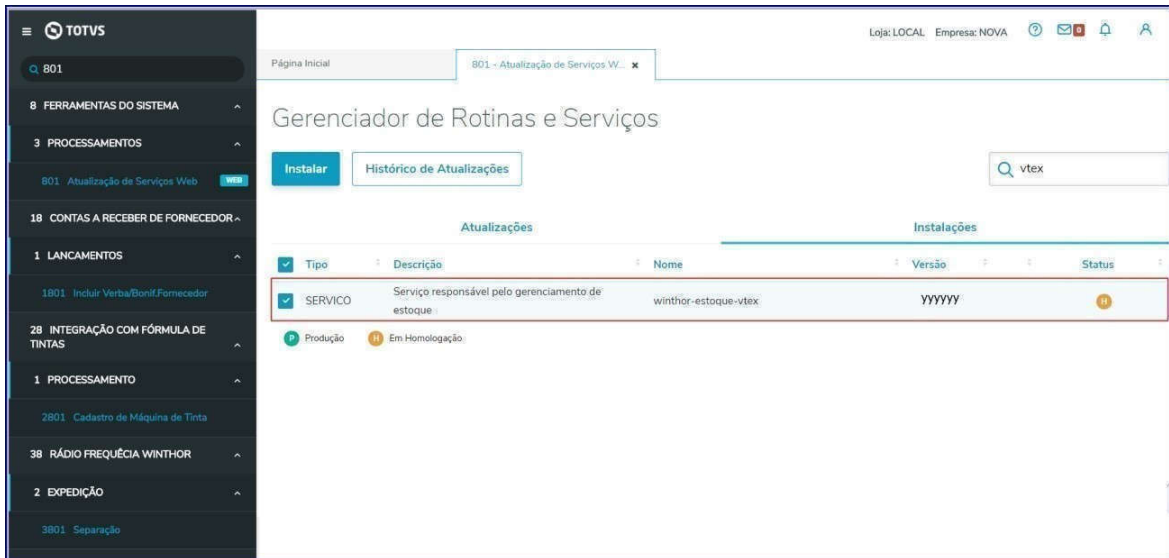 TOTVS
801
8 FERRAMENTAS DO SISTEMA
3 PROCESSAMENTOS
801 Atualização de Serviços Web WEB
18 CONTAS A RECEBER DE FORNECEDOR
1 LANCAMENTOS
1801 Incluir Verba/Bonif.Fornecedor
28 INTEGRAÇÃO COM FÓRMULA DE
TINTAS
1 PROCESSAMENTO
2801 Cadastro de Máquina de Tinta
38 RÁDIO FREQUÊCIA WINTHOR
2 EXPEDIÇÃO
3801 Separação
Loja: LOCAL Empresa: NOVA 0
Página Inicial
801 - Atualização de Serviços W...
Gerenciador de Rotinas e Serviços
Instalar Histórico de Atualizações
vtex
Atualizações Instalações
Tipo Descrição Nome Versão Status
SERVICO Serviço responsável pelo gerenciamento de
estoque winthor-estoque-vtex yyyyyy H
P Produção H Em Homologação